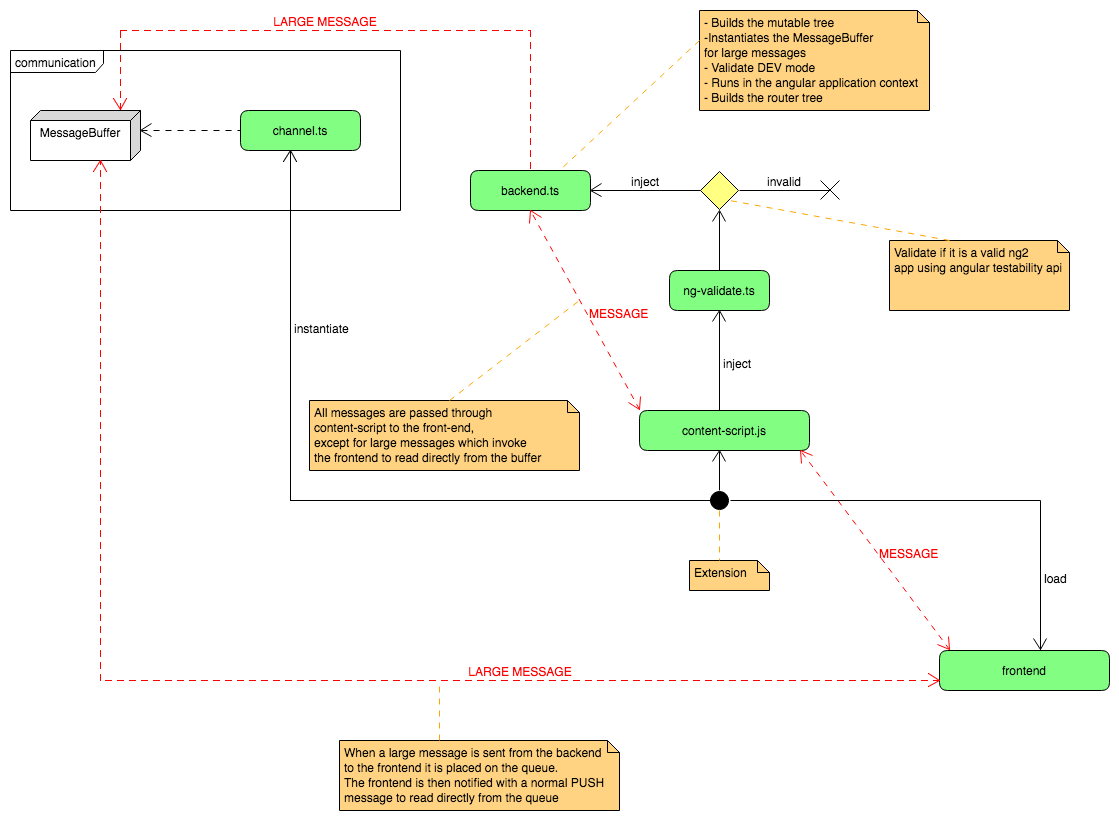 LARGE MESSAGE
- Builds the mutable tree
-Instantiates the MessageBuffer
for large messages
- Validate DEV mode
- Runs in the angular application context
- Builds the router tree
communication
MessageBuffer
channel.ts
backend.ts
inject
invalid
Validate if it is a valid ng2
app using angular testability api
ng-validate.ts
MESSAGE
instantiate
inject
All messages are passed through
content-script to the front-end,
except for large messages which invoke
the frontend to read directly from the buffer
content-script.js
MESSAGE
Extension
load
LARGE MESSAGE
frontend
When a large message is sent from the backend
to the frontend it is placed on the queue.
The frontend is then notified with a normal PUSH
message to read directly from the queue